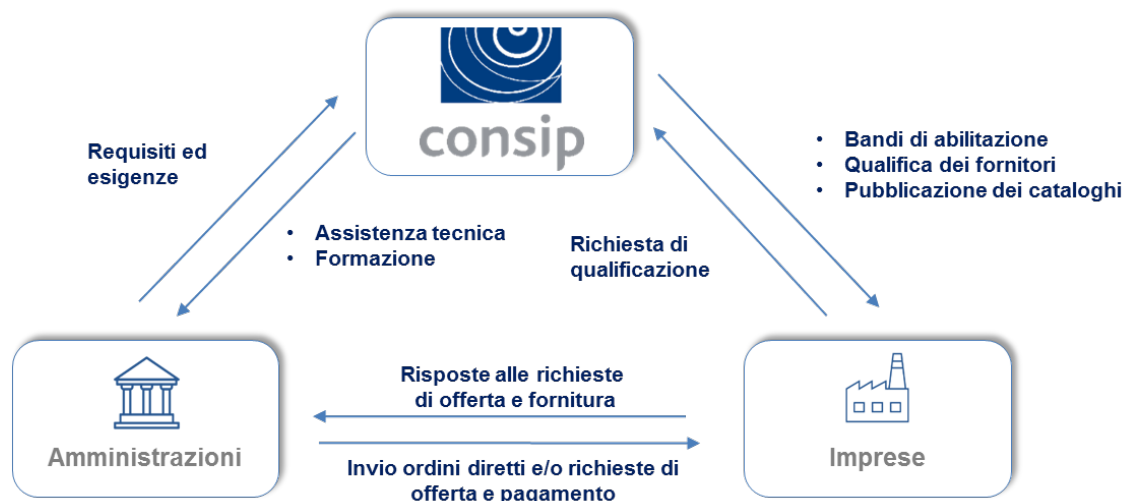 consip
Requisiti ed
esigenze
• Bandi di abilitazione
• Qualifica dei fornitori
• Pubblicazione dei cataloghi
• Assistenza tecnica
• Formazione
Richiesta di
qualificazione
Amministrazioni
Risposte alle richieste
di offerta e fornitura
Invio ordini diretti e/o richieste di
offerta e pagamento
Imprese